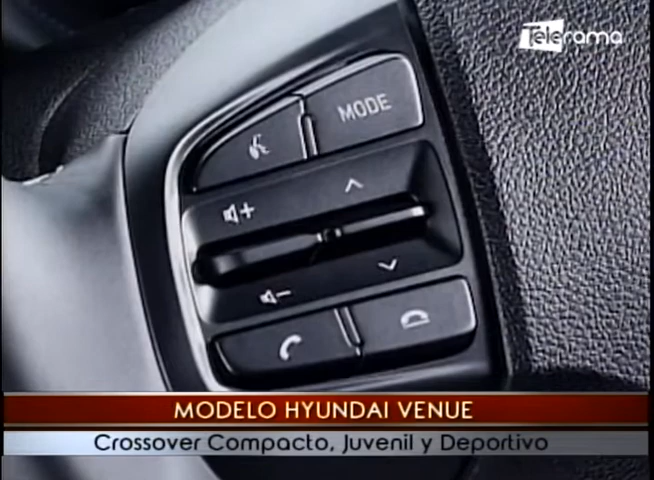 Telerama
MODE
MODELO HYUNDAI VENUE
Crossover Compacto, Juvenil y Deportivo